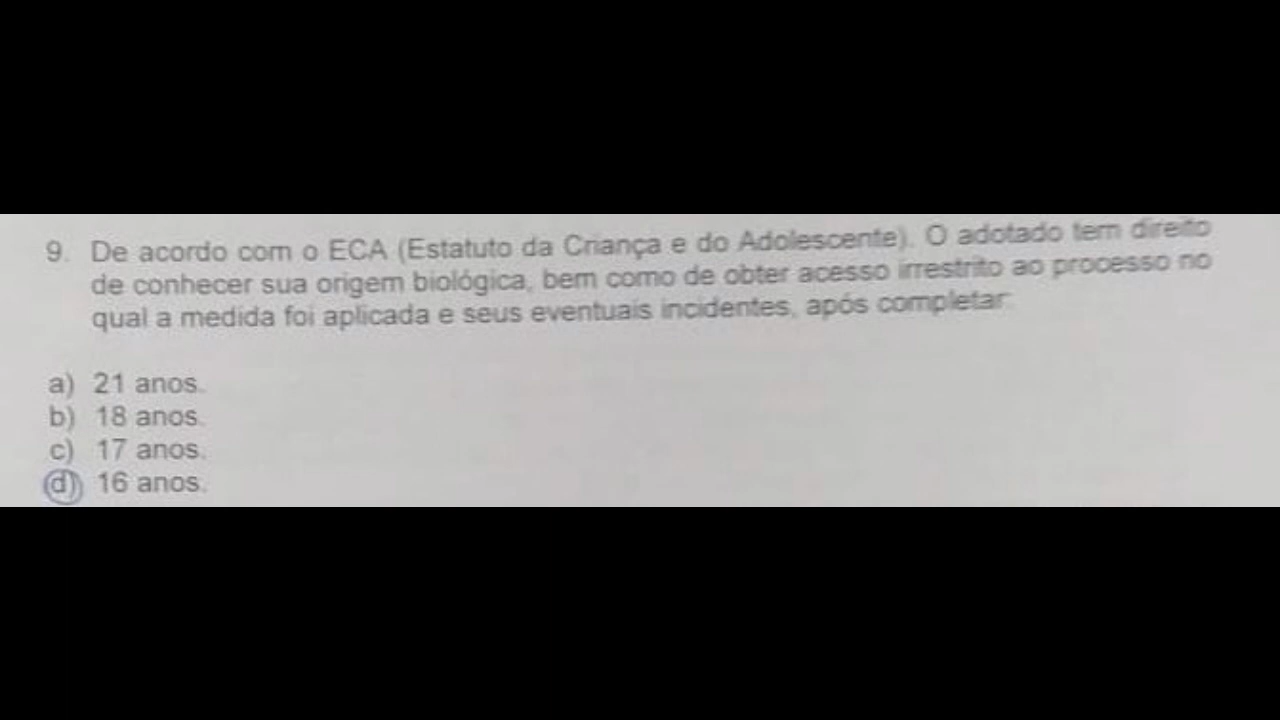 9. De acordo com o ECA (Estatuto da Criança e do Adolescente). O adotado tem direito
de conhecer sua origem biológica, bem como de obter acesso irrestrito ao processo no
qual a medida foi aplicada e seus eventuais incidentes, após completar:
a) 21 anos.
b) 18 anos.
c) 17 anos.
d) 16 anos.